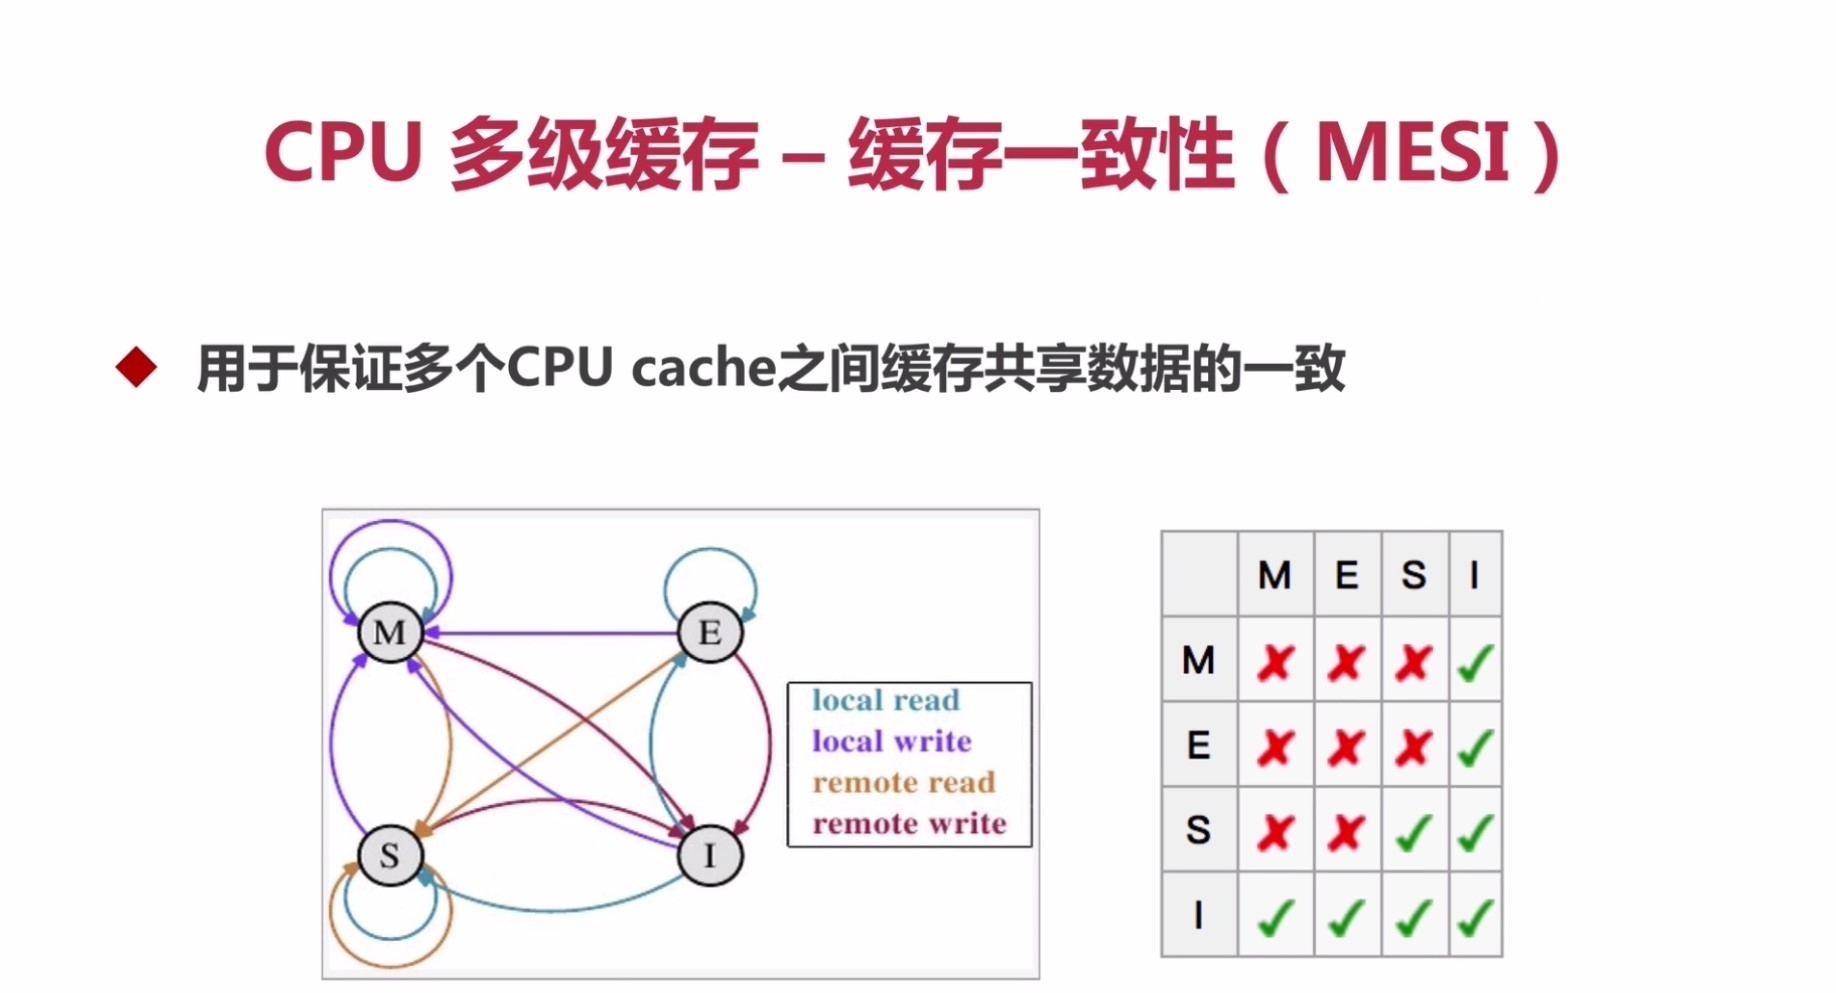 CPU 多级缓存 – 缓存一致性（MESI）
用于保证多个CPU cache之间缓存共享数据的一致
M E
S I
local read
local write
remote read
remote write
M E S I
M ✘ ✘ ✘ ✓
E ✘ ✘ ✘ ✓
S ✘ ✘ ✓ ✓
I ✓ ✓ ✓ ✓